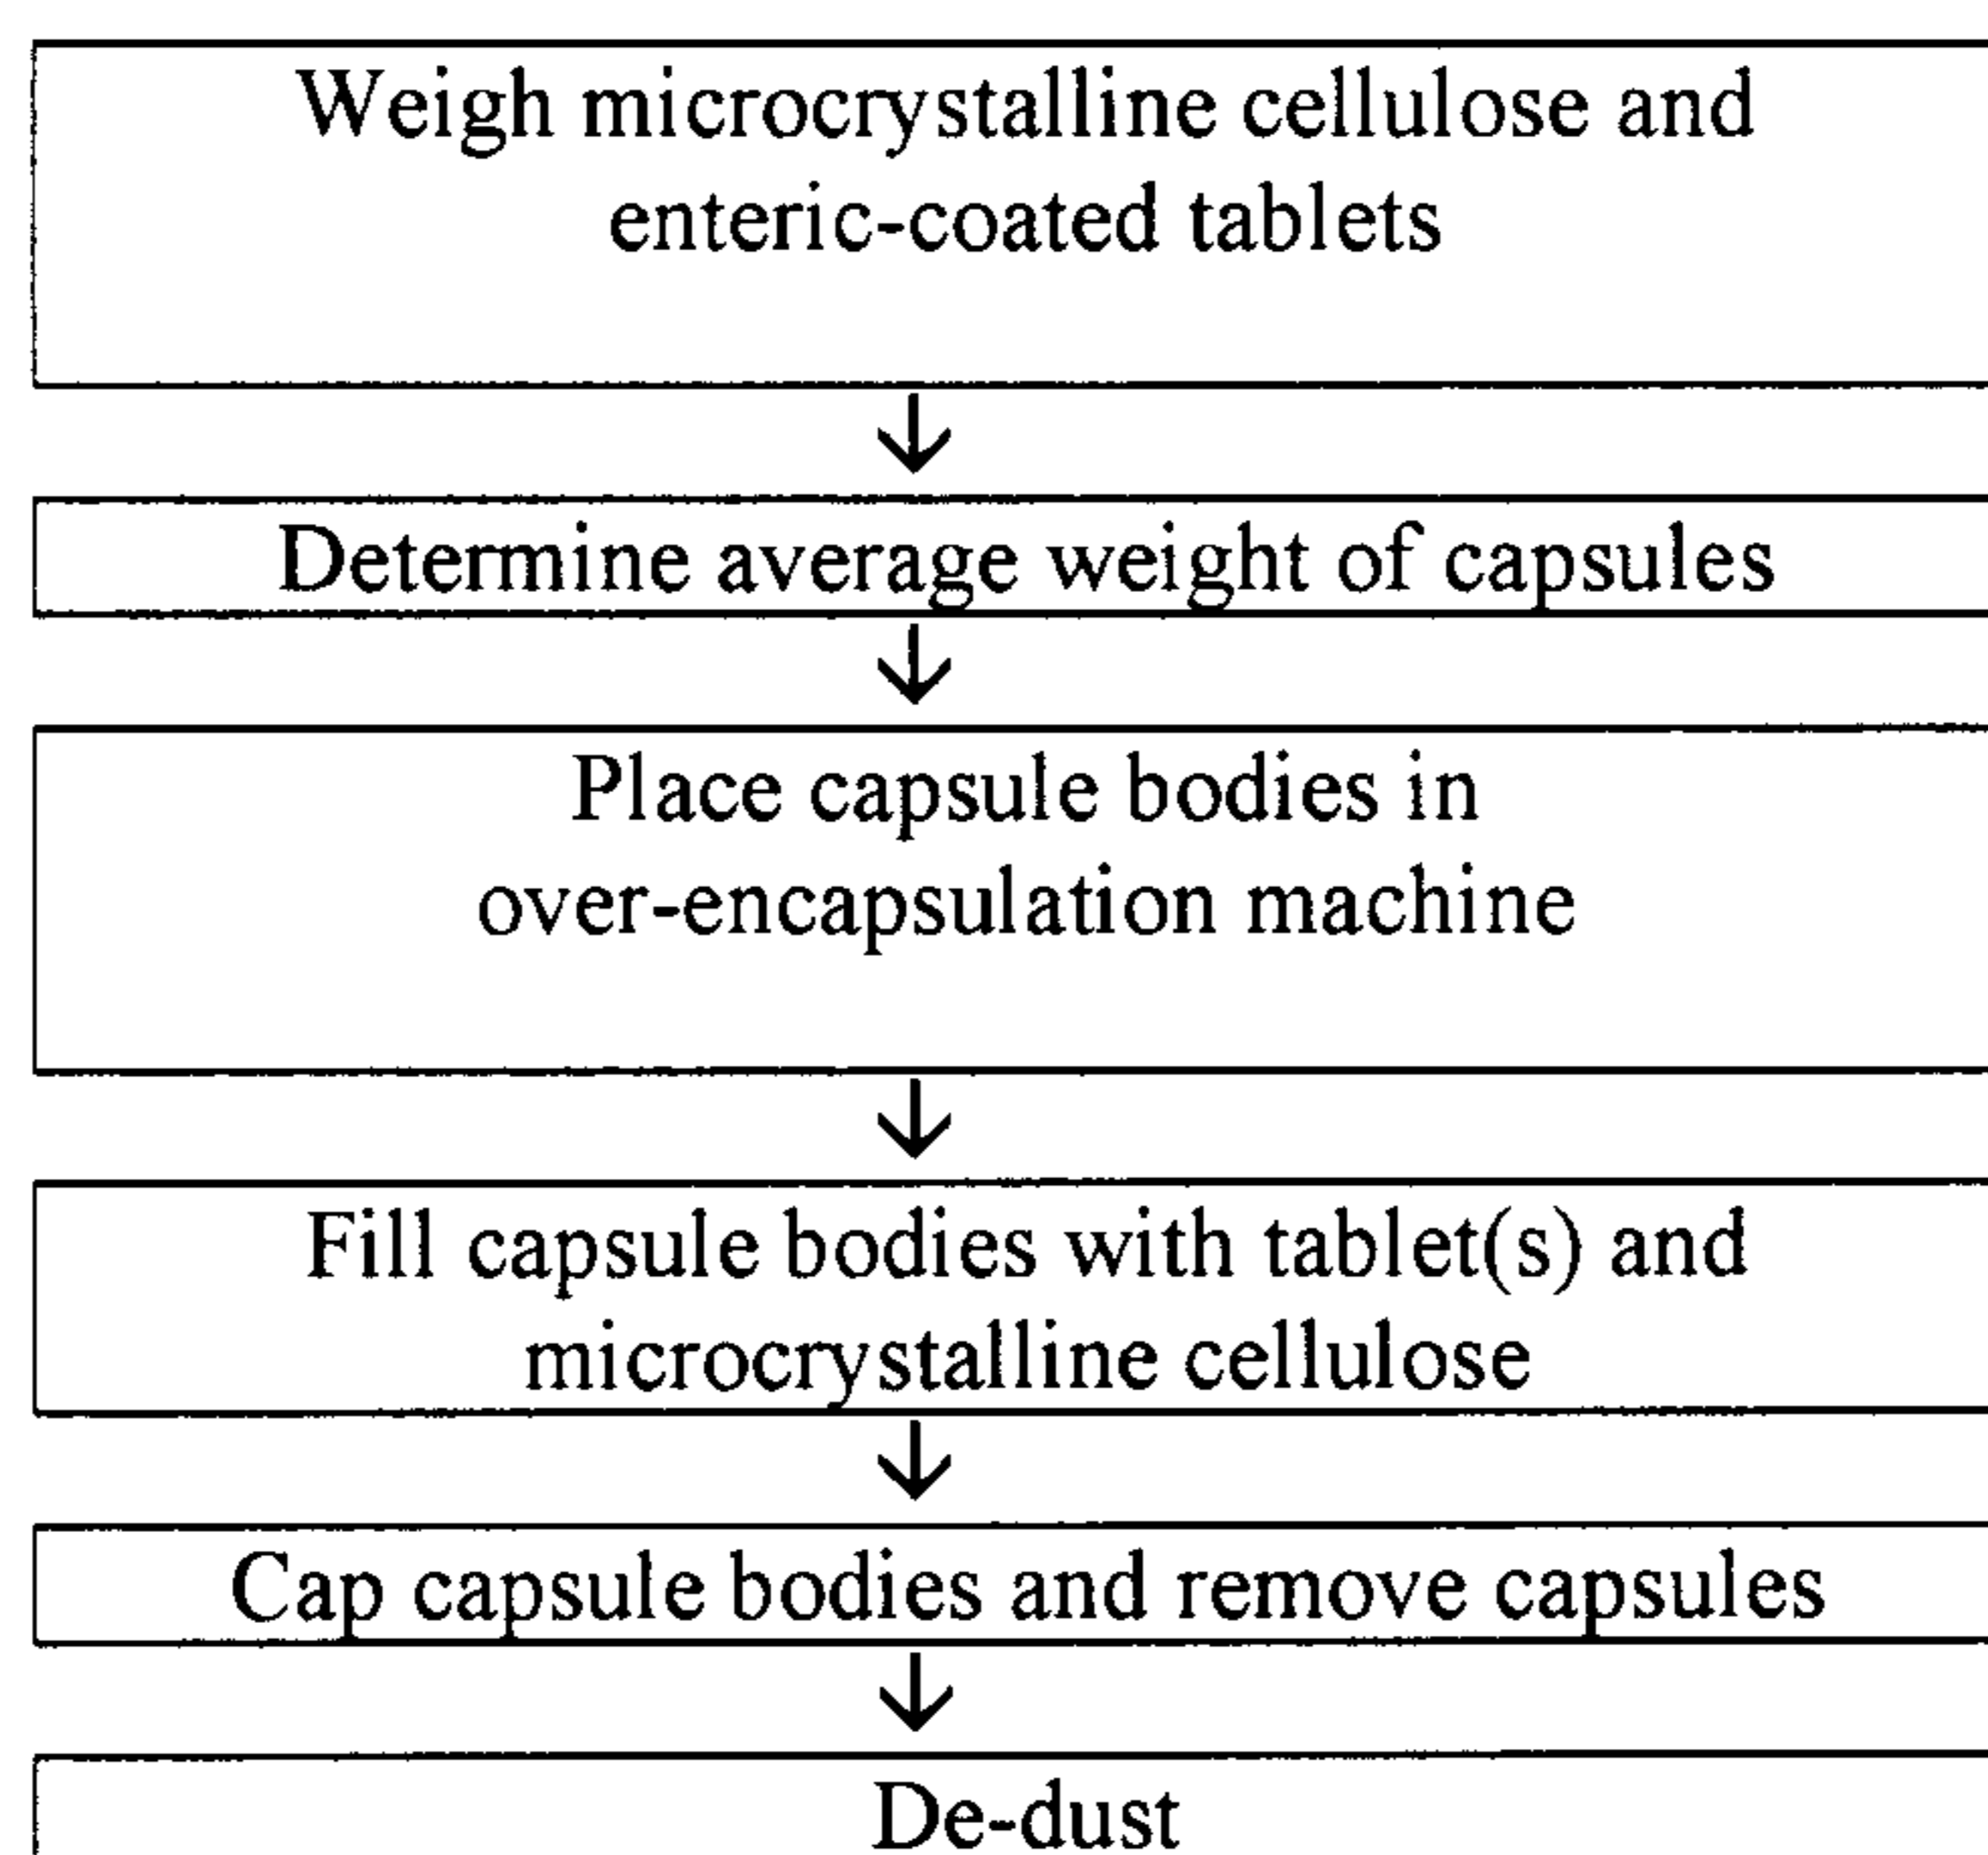 Weigh microcrystalline cellulose and
enteric-coated tablets
Determine average weight of capsules
Place capsule bodies in
over-encapsulation machine
Fill capsule bodies with tablet(s) and
microcrystalline cellulose
Cap capsule bodies and remove capsules
De-dust